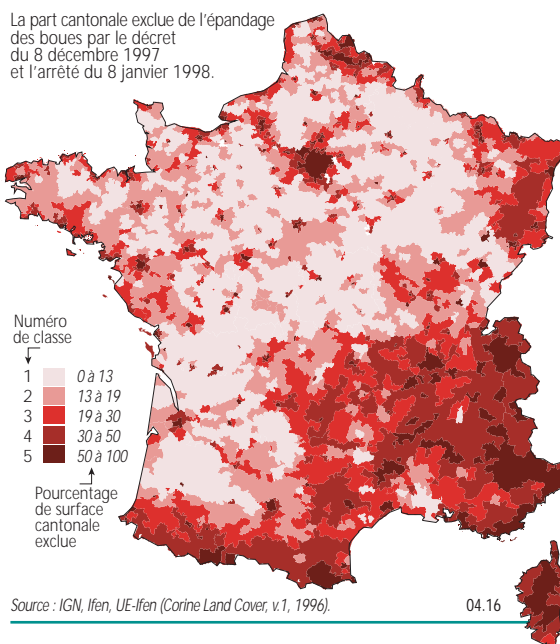 La part cantonale exclue de l'épandage
des boues par le décret
du 8 décembre 1997
et l'arrêté du 8 janvier 1998.
Numéro
de classe
1 0 à 13
2 13 à 19
3 19 à 30
4 30 à 50
5 50 à 100
Pourcentage
de surface
cantonale
exclue
Source : IGN, Ifen, UE-Ifen (Corine Land Cover, v.1, 1996). 04.16